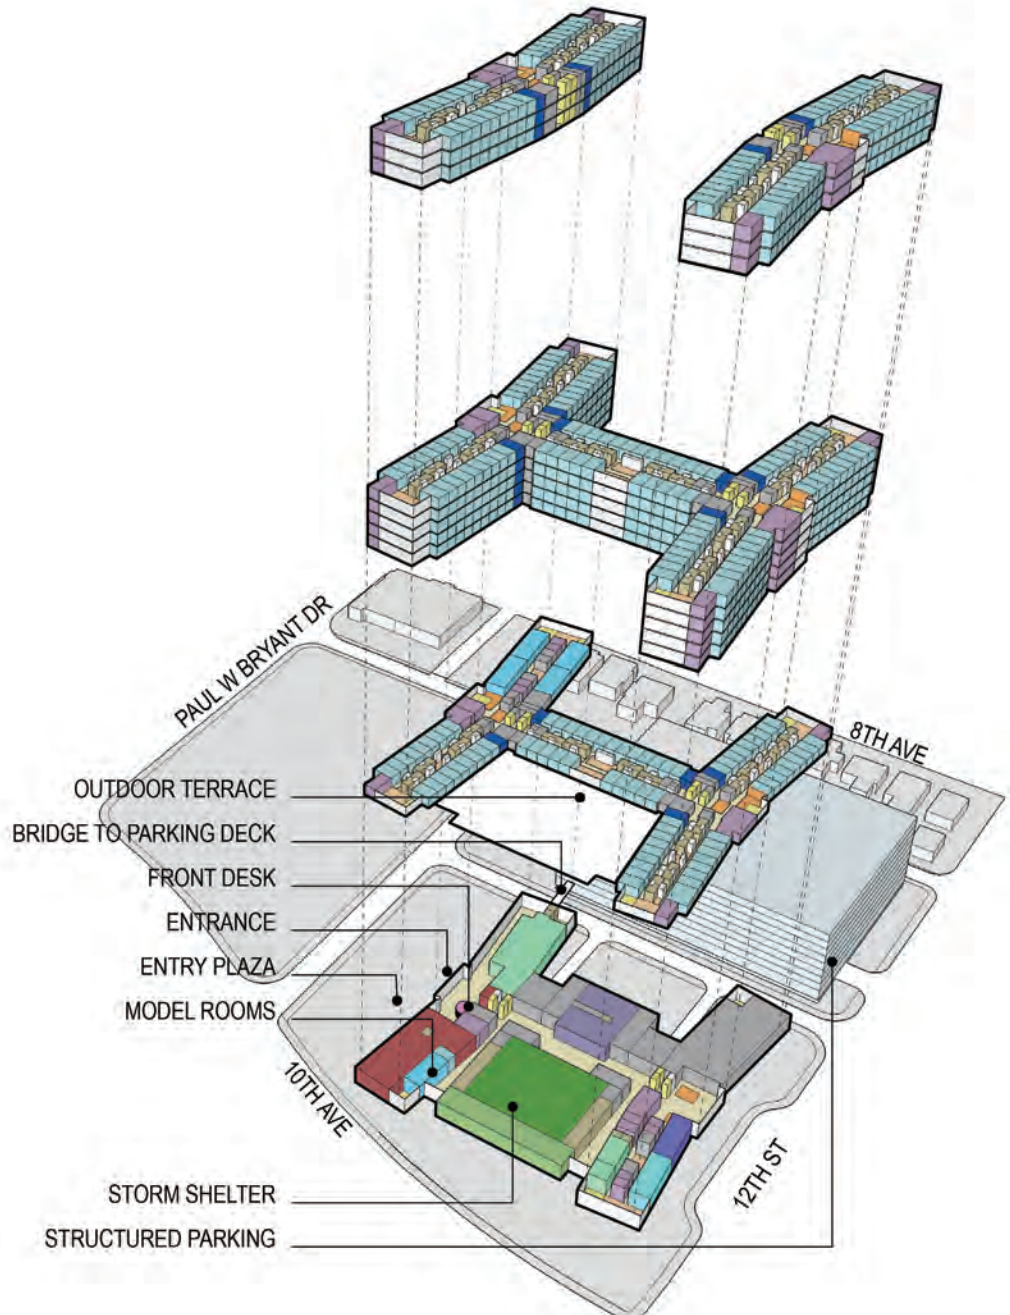 PAUL W BRYANT DR
8TH AVE
OUTDOOR TERRACE
BRIDGE TO PARKING DECK
FRONT DESK
ENTRANCE
ENTRY PLAZA
MODEL ROOMS
10TH AVE
12TH ST
STORM SHELTER
STRUCTURED PARKING